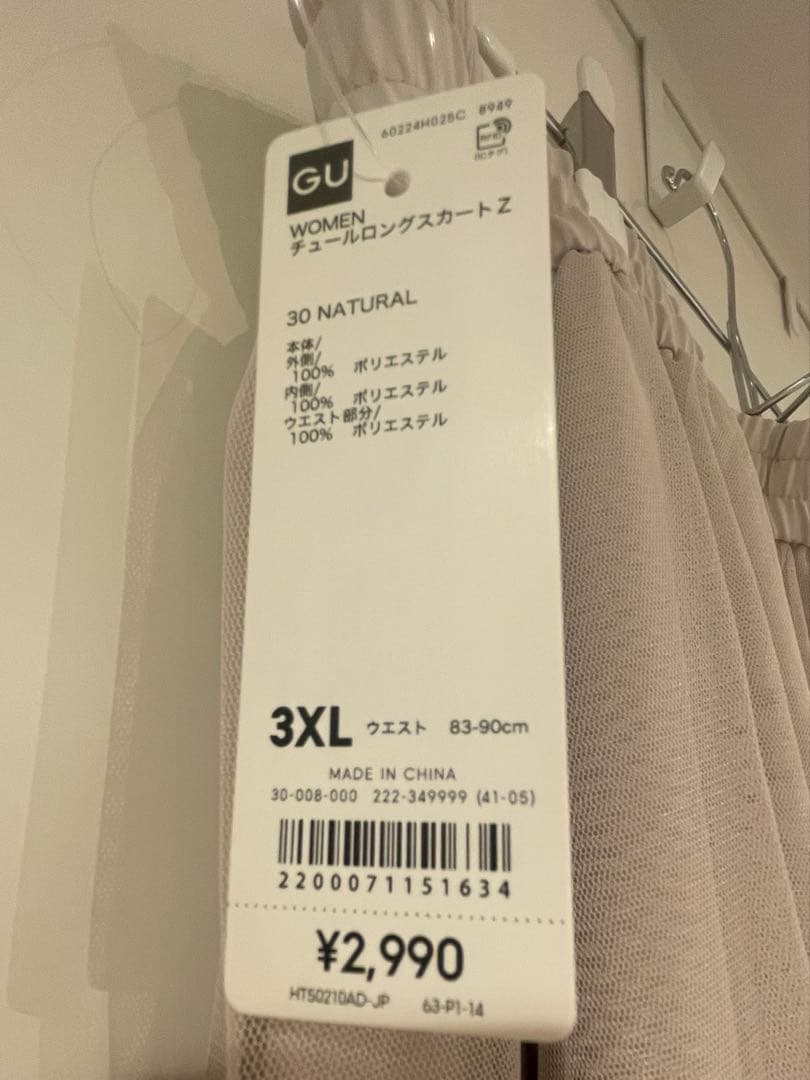 60224H025C 8949
GU
RFID
WOMEN
チュールロングスカートZ
30 NATURAL
本体/
外側/
100% ポリエステル
内側/
100% ポリエステル
ウエスト部分/
100% ポリエステル
3XL ウエスト 83-90cm
MADE IN CHINA
30-008-000 222-349999 (41-05)
2200071151634
¥2,990
HT50210AD-JP 63-P1-14